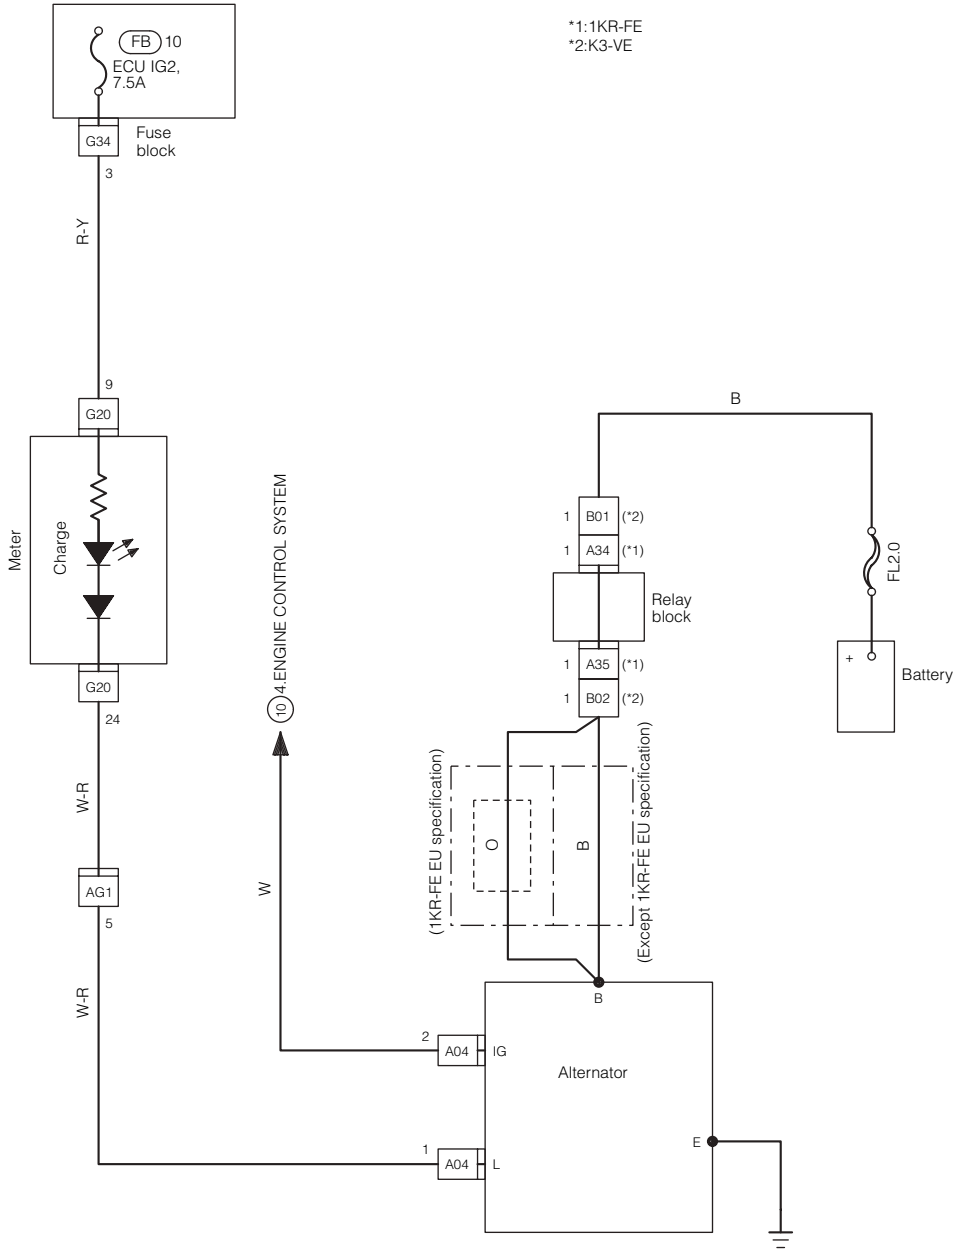 *1:1KR-FE
*2:K3-VE
FB 10
ECU IG2,
7.5A
G34
Fuse
block
3
R-Y
9
G20
Meter
Charge
G20
24
W-R
AG1
5
W-R
10 4.ENGINE CONTROL SYSTEM
W
B
1 B01 (*2)
1 A34 (*1)
Relay
block
1 A35 (*1)
1 B02 (*2)
FL2.0
+
Battery
(1KR-FE EU specification)
O
B
(Except 1KR-FE EU specification)
B
2 A04 IG
Alternator
E
1 A04 L